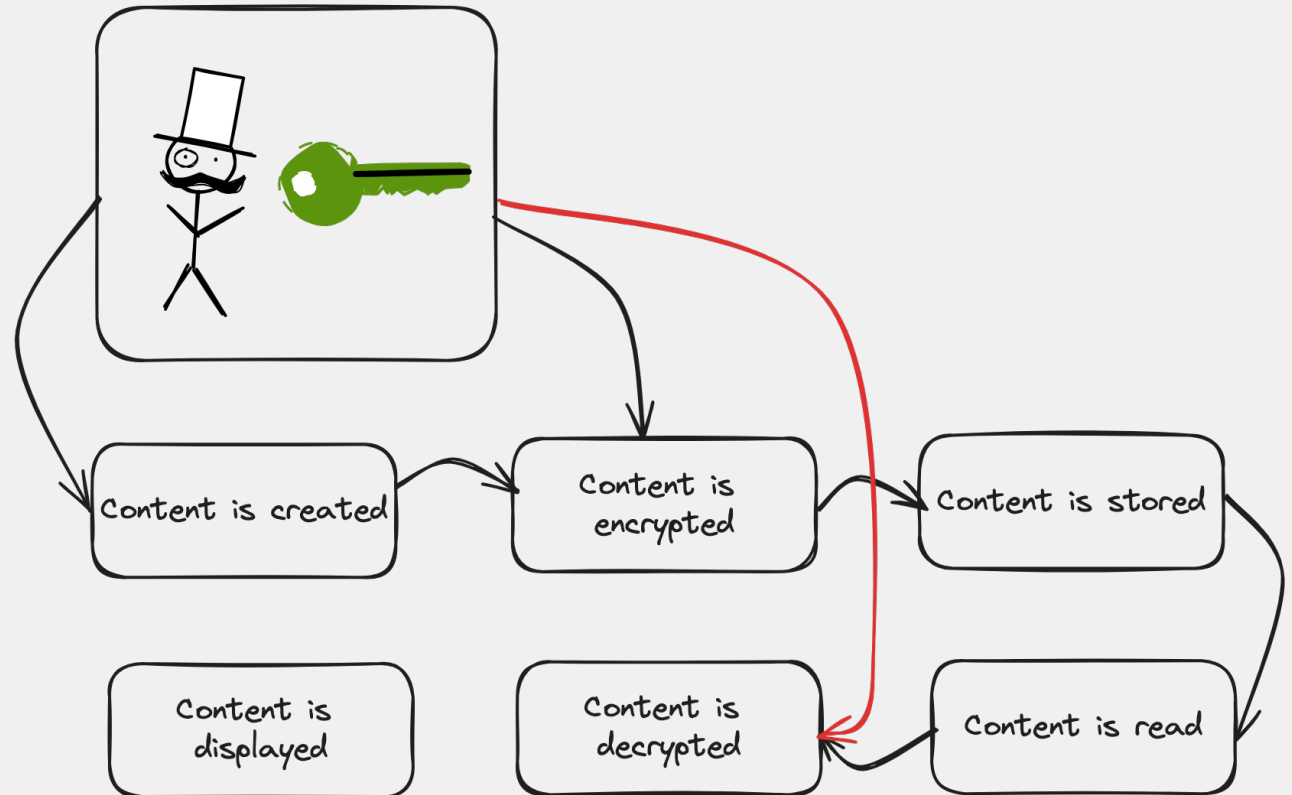 Content is created
Content is
encrypted
Content is stored
Content is
displayed
Content is
decrypted
Content is read